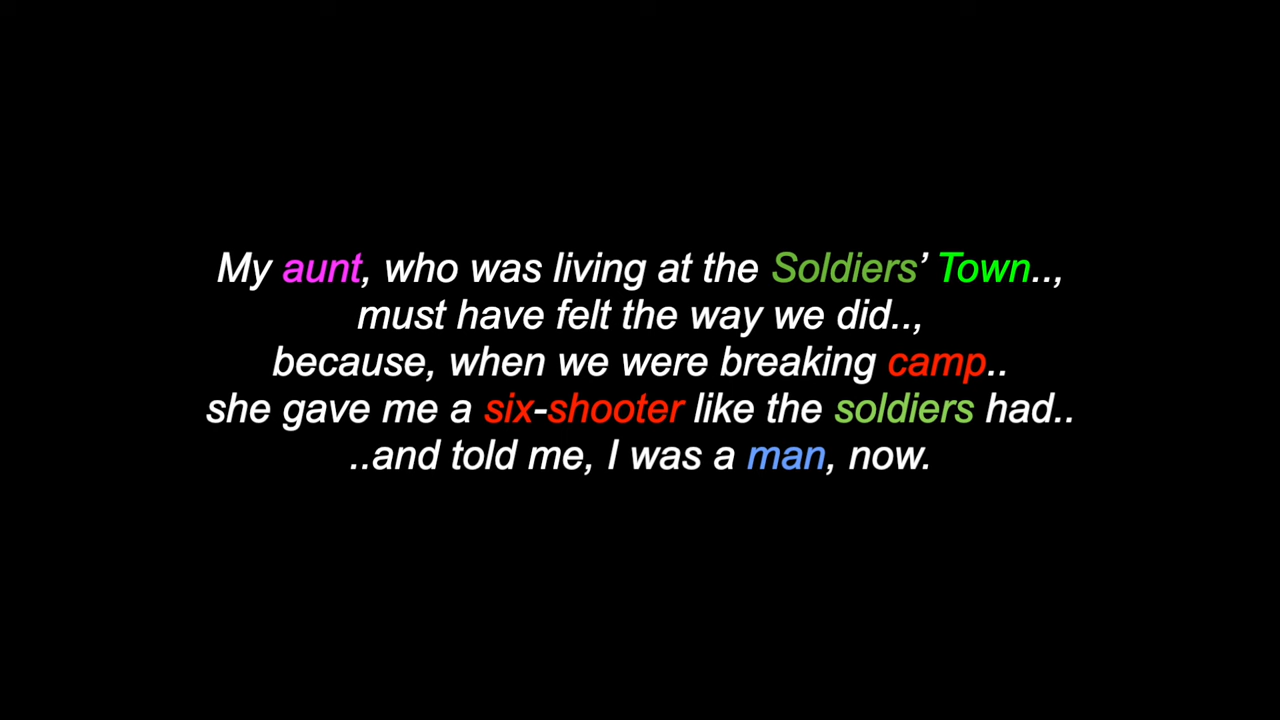 My aunt, who was living at the Soldiers’ Town..,
must have felt the way we did..,
because, when we were breaking camp..
she gave me a six-shooter like the soldiers had..
..and told me, I was a man, now.